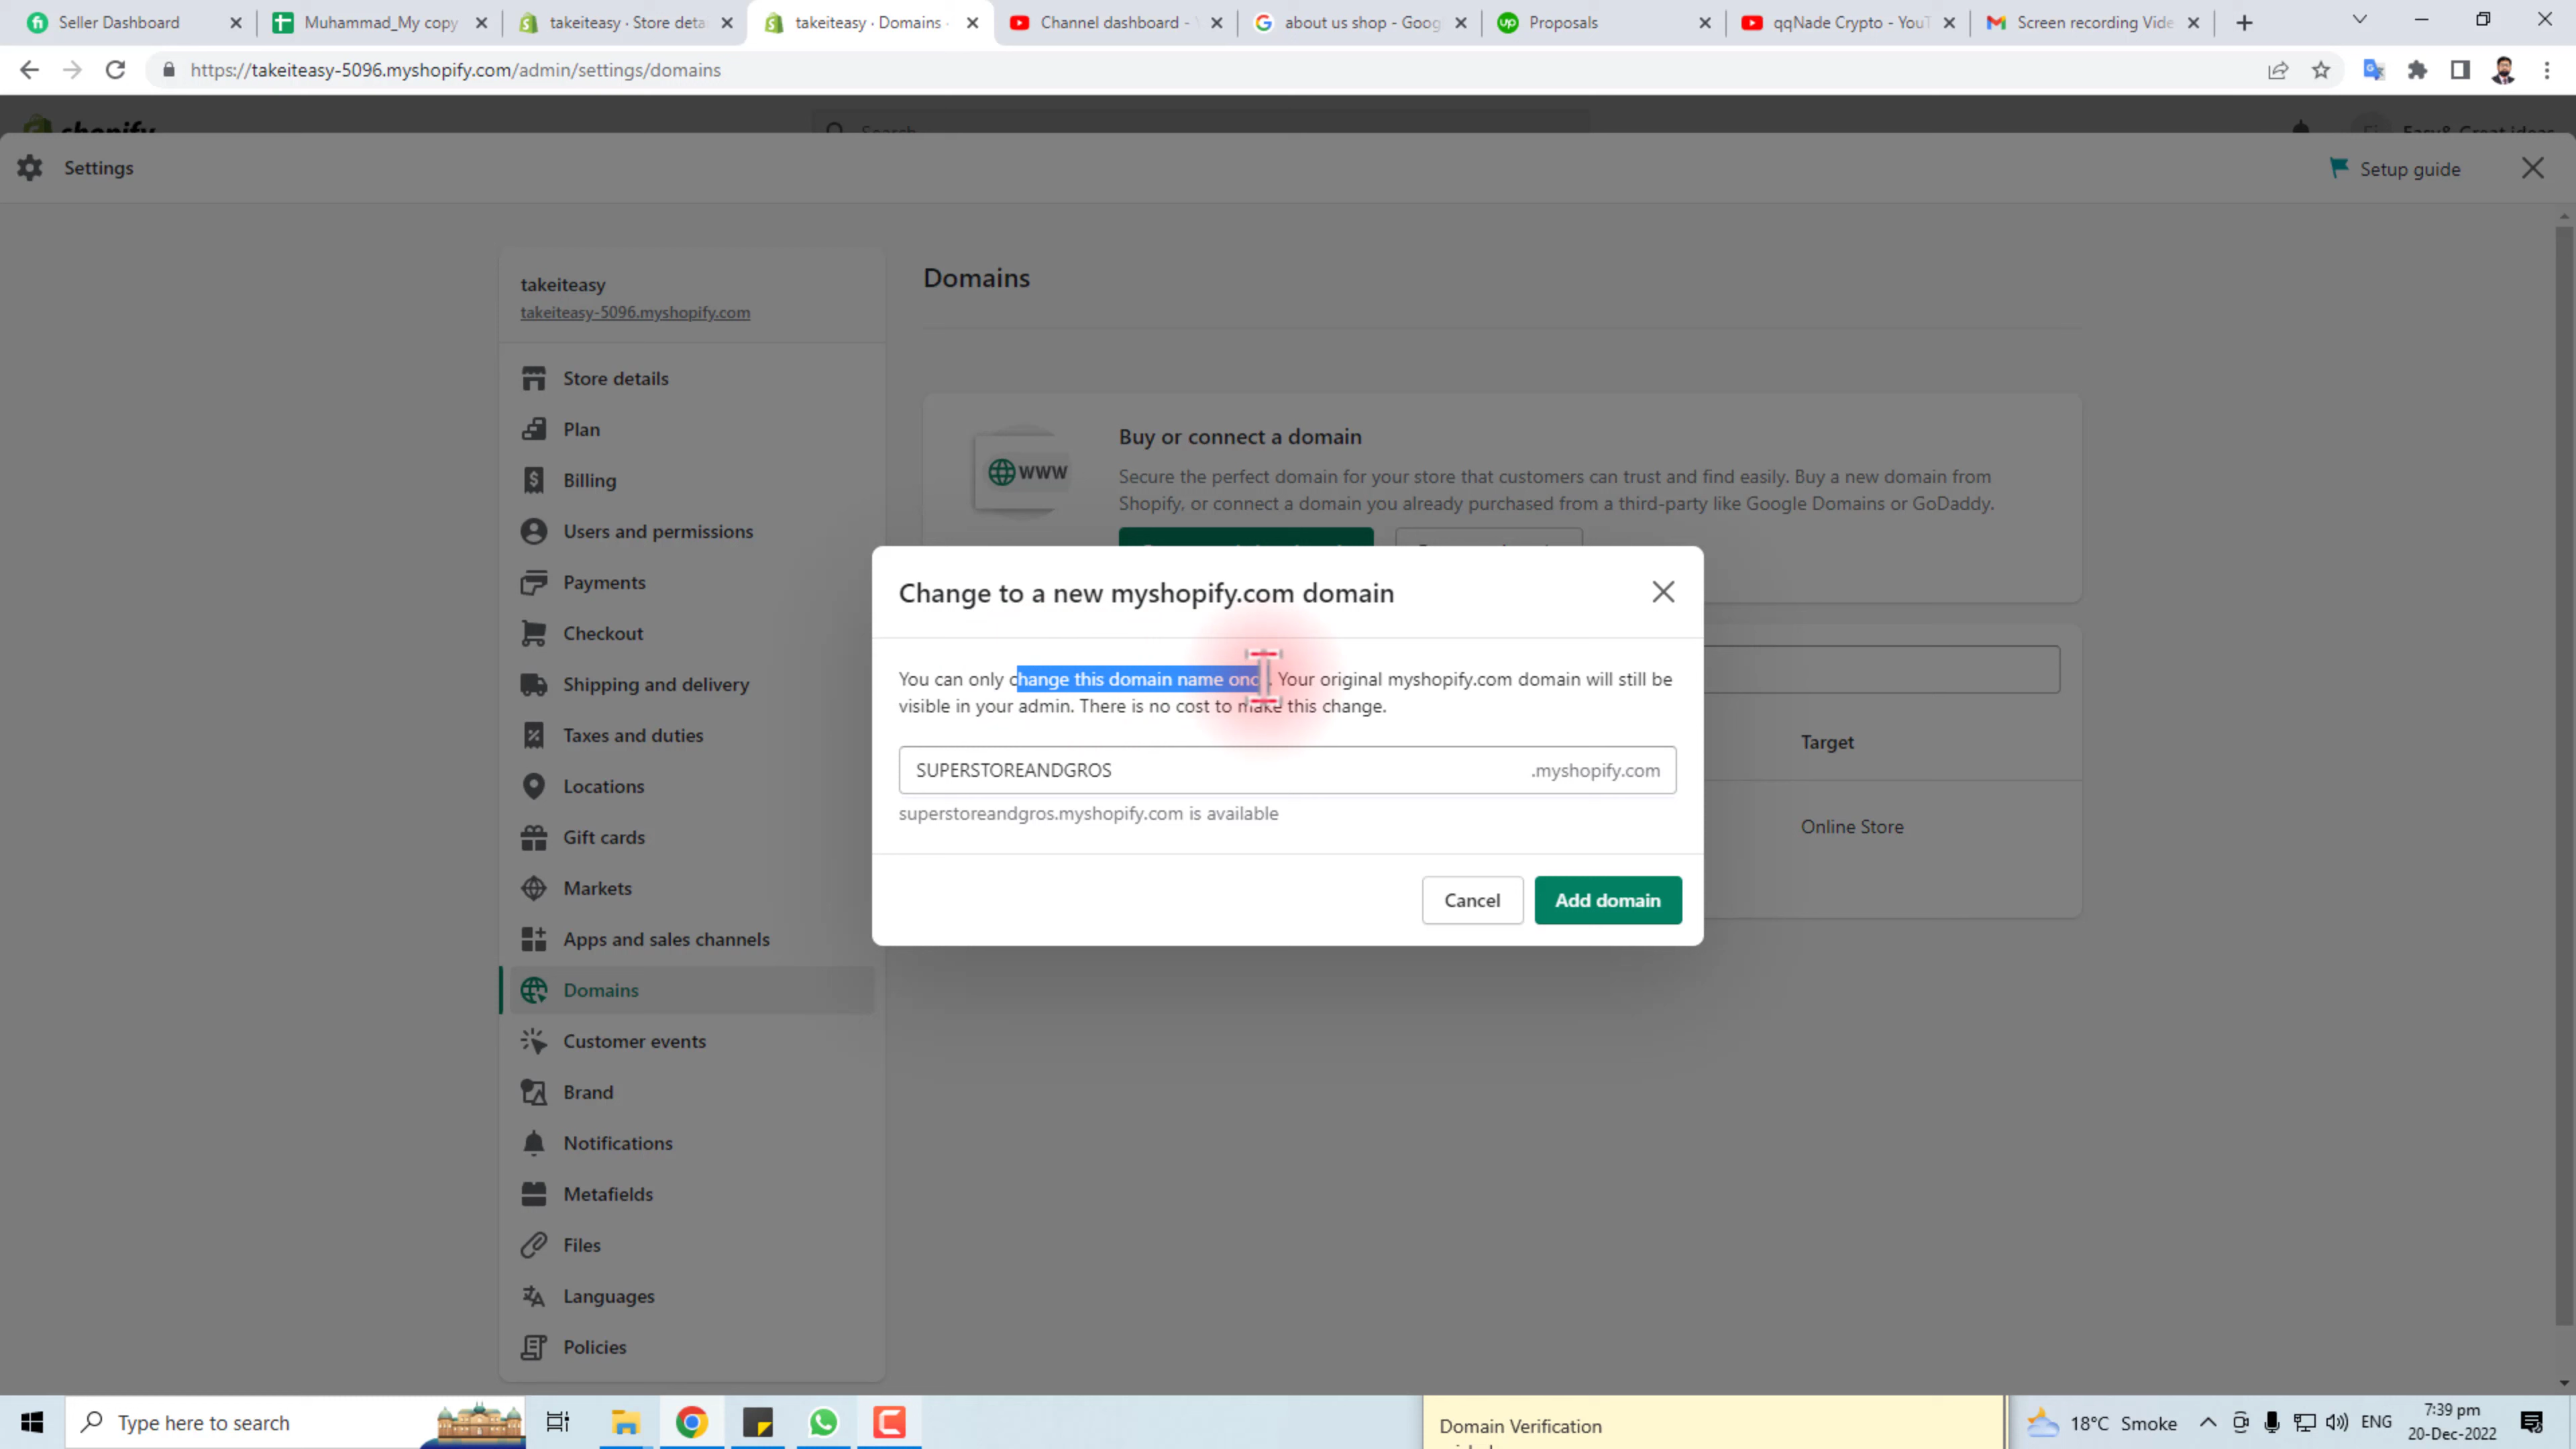 Seller Dashboard
Muhammad_My copy
takeiteasy · Store deta
takeiteasy · Domains ·
Channel dashboard -
about us shop - Goog
Proposals
qqNade Crypto - YouT
Screen recording Vide
https://takeiteasy-5096.myshopify.com/admin/settings/domains
shopify
Search
Easy& Great ideas
Settings
Setup guide
takeiteasy
takeiteasy-5096.myshopify.com
Store details
Plan
Billing
Users and permissions
Payments
Checkout
Shipping and delivery
Taxes and duties
Locations
Gift cards
Markets
Apps and sales channels
Domains
Customer events
Brand
Notifications
Metafields
Files
Languages
Policies
Domains
www
Buy or connect a domain
Secure the perfect domain for your store that customers can trust and find easily. Buy a new domain from
Shopify, or connect a domain you already purchased from a third-party like Google Domains or GoDaddy.
Target
Online Store
Change to a new myshopify.com domain
You can only change this domain name once. Your original myshopify.com domain will still be
visible in your admin. There is no cost to make this change.
SUPERSTOREANDGROS
.myshopify.com
superstoreandgros.myshopify.com is available
Cancel
Add domain
Type here to search
Domain Verification
18°C Smoke
ENG
7:39 pm
20-Dec-2022